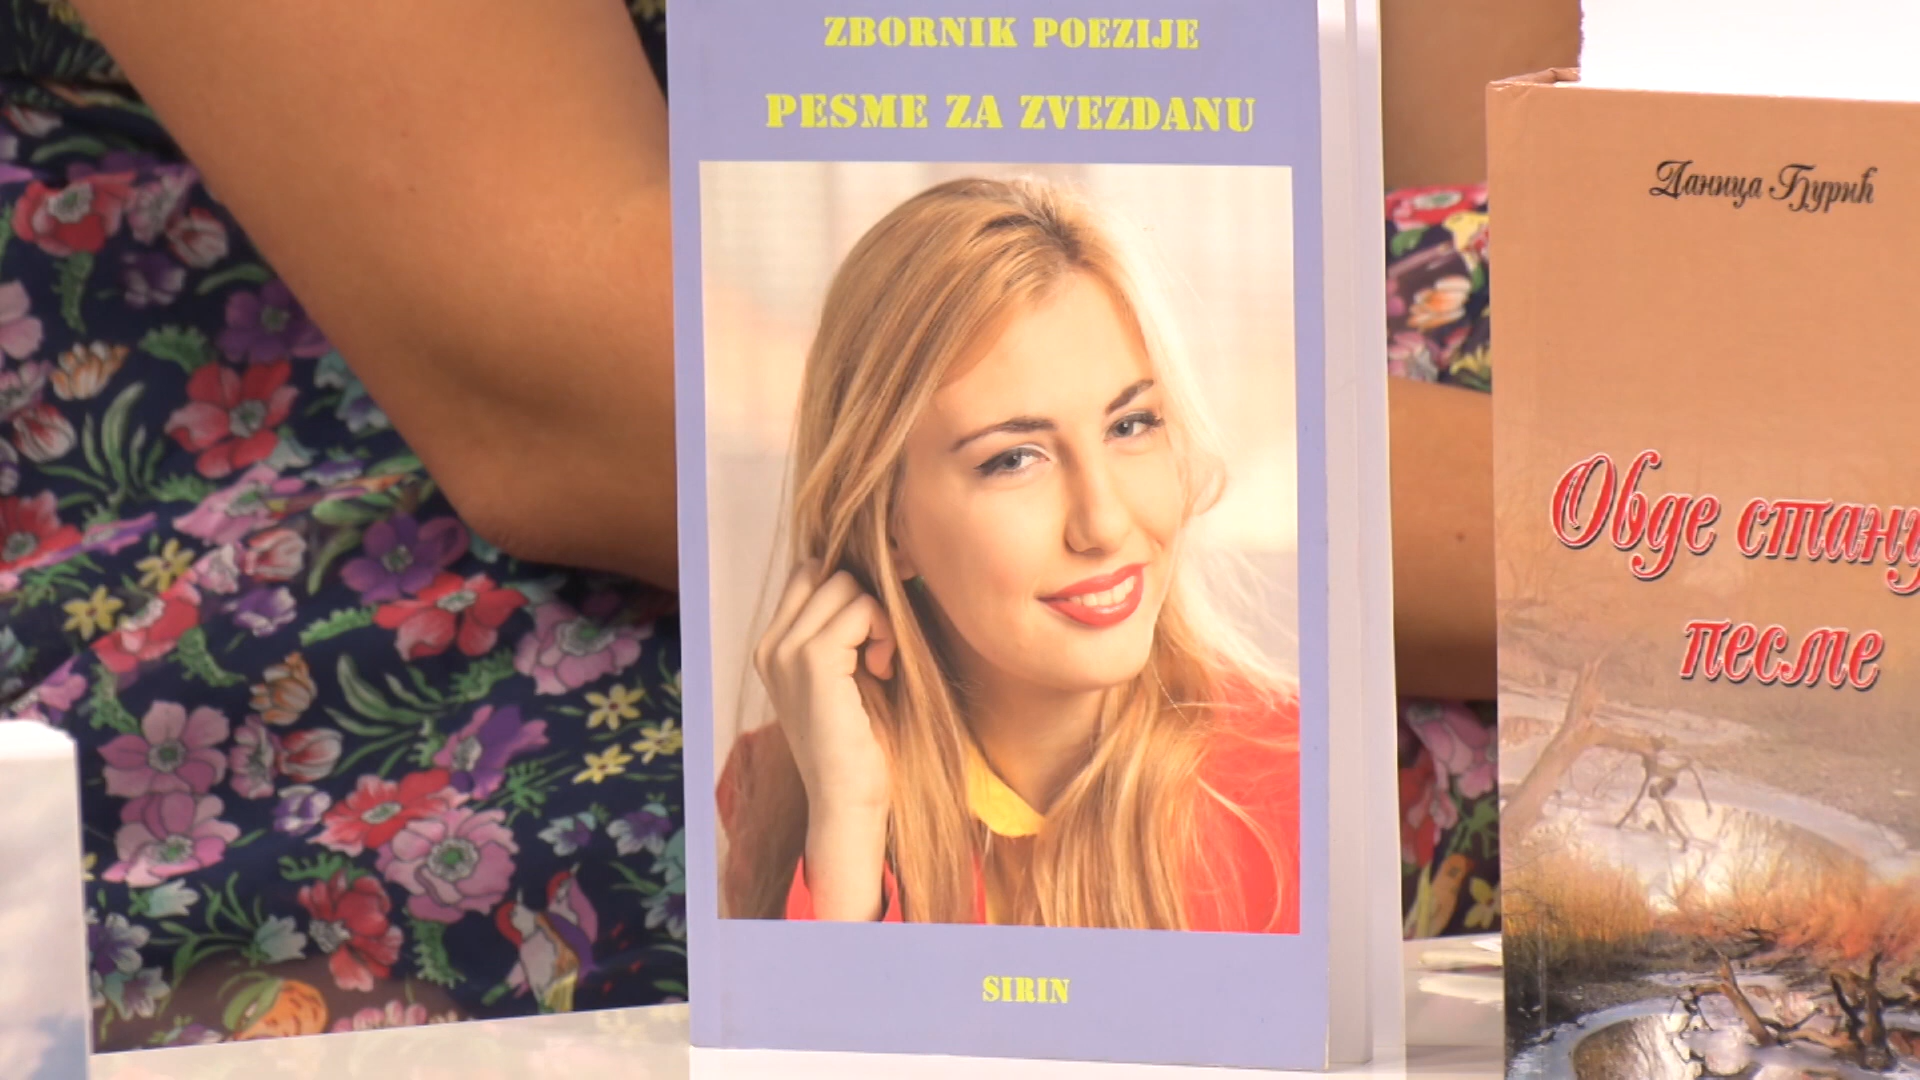 ZBORNIK POEZIJE
PESME ZA ZVEZDANU
SIRIN
Даница Ђурић
Овде стану
песме